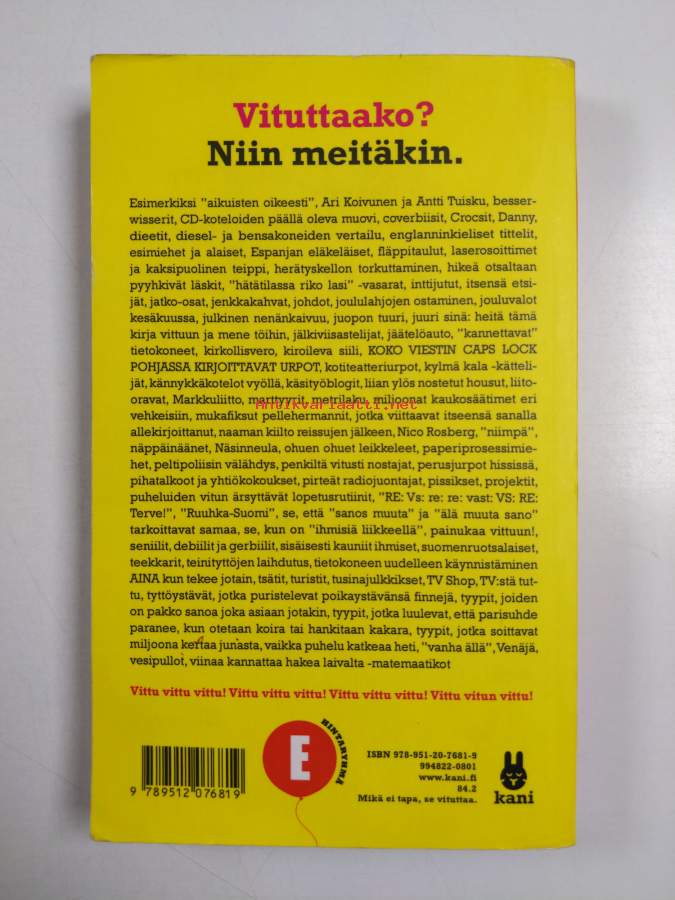 Vituttaako?
Niin meitäkin.
Esimerkiksi "aikuisten oikeesti", Ari Koivunen ja Antti Tuisku, besser-
wisserit, CD-koteloiden päällä oleva muovi, coverbiisit, Crocsit, Danny,
dieetit, diesel- ja bensakoneiden vertailu, englanninkieliset tittelit,
esimiehet ja alaiset, Espanjan eläkeläiset, fläppitaulut, laserosoittimet
ja kaksipuolinen teippi, herätyskellon torkuttaminen, hikeä otsaltaan
pyyhkivät läskit, "hätätilassa riko lasi" -vasarat, inttijutut, itsensä etsi-
jät, jatko-osat, jenkkakahvat, johdot, joululahjojen ostaminen, jouluvalot
kesäkuussa, julkinen nenänkaivuu, juopon tuuri, juuri sinä: heitä tämä
kirja vittuun ja mene töihin, jälkiviisastelijat, jäätelöauto, "kannettavat"
tietokoneet, kirkollisvero, kiroileva siili, KOKO VIESTIN CAPS LOCK
POHJASSA KIRJOITTAVAT URPOT, kotiteatteriurpot, kylmä kala -kätteli-
jät, kännykkäkotelot vyöllä, käsityöblogit, liian ylös nostetut housut, liito-
oravat, Markkuliitto, marttyyrit, metrilaku, miljoonat kaukosäätimet eri
vehkeisiin, mukafiksut pellehermannit, jotka viittaavat itseensä sanalla
allekirjoittanut, naaman kiilto reissujen jälkeen, Nico Rosberg, "niimpä",
näppäinäänet, Näsinneula, ohuen ohuet leikkeleet, paperiprosessimie-
het, peltipoliisin välähdys, penkiltä vitusti nostajat, perusjurpot hississä,
pihatalkoot ja yhtiökokoukset, pirteät radiojuontajat, pissikset, projektit,
puheluiden vitun ärsyttävät lopetusrutiinit, "RE: Vs: re: re: vast: VS: RE:
Terve!", "Ruuhka-Suomi", se, että "sanos muuta" ja "älä muuta sano"
tarkoittavat samaa, se, kun on "ihmisiä liikkeellä", painukaa vittuun!,
seniilit, debiilit ja gerbiilit, sisäisesti kauniit ihmiset, suomenruotsalaiset,
teekkarit, teinityttöjen laihdutus, tietokoneen uudelleen käynnistäminen
AINA kun tekee jotain, tsätit, turistit, tusinajulkkikset, TV Shop, TV:stä tut-
tu, tyttöystävät, jotka puristelevat poikaystävänsä finnejä, tyypit, joiden
on pakko sanoa joka asiaan jotakin, tyypit, jotka luulevat, että parisuhde
paranee, kun otetaan koira tai hankitaan kakara, tyypit, jotka soittavat
miljoona kertaa junasta, vaikka puhelu katkeaa heti, "vanha ällä", Venäjä,
vesipullot, viinaa kannattaa hakea laivalta -matemaatikot
Vittu vittu vittu! Vittu vittu vittu! Vittu vittu vittu! Vittu vitun vittu!
Antikvariaatti.net
E
HINTARYHMÄ
ISBN 978-951-20-7681-9
994822-0801
www.kani.fi
84.2
Mikä ei tapa, se vituttaa.
kani
9 789512 076819